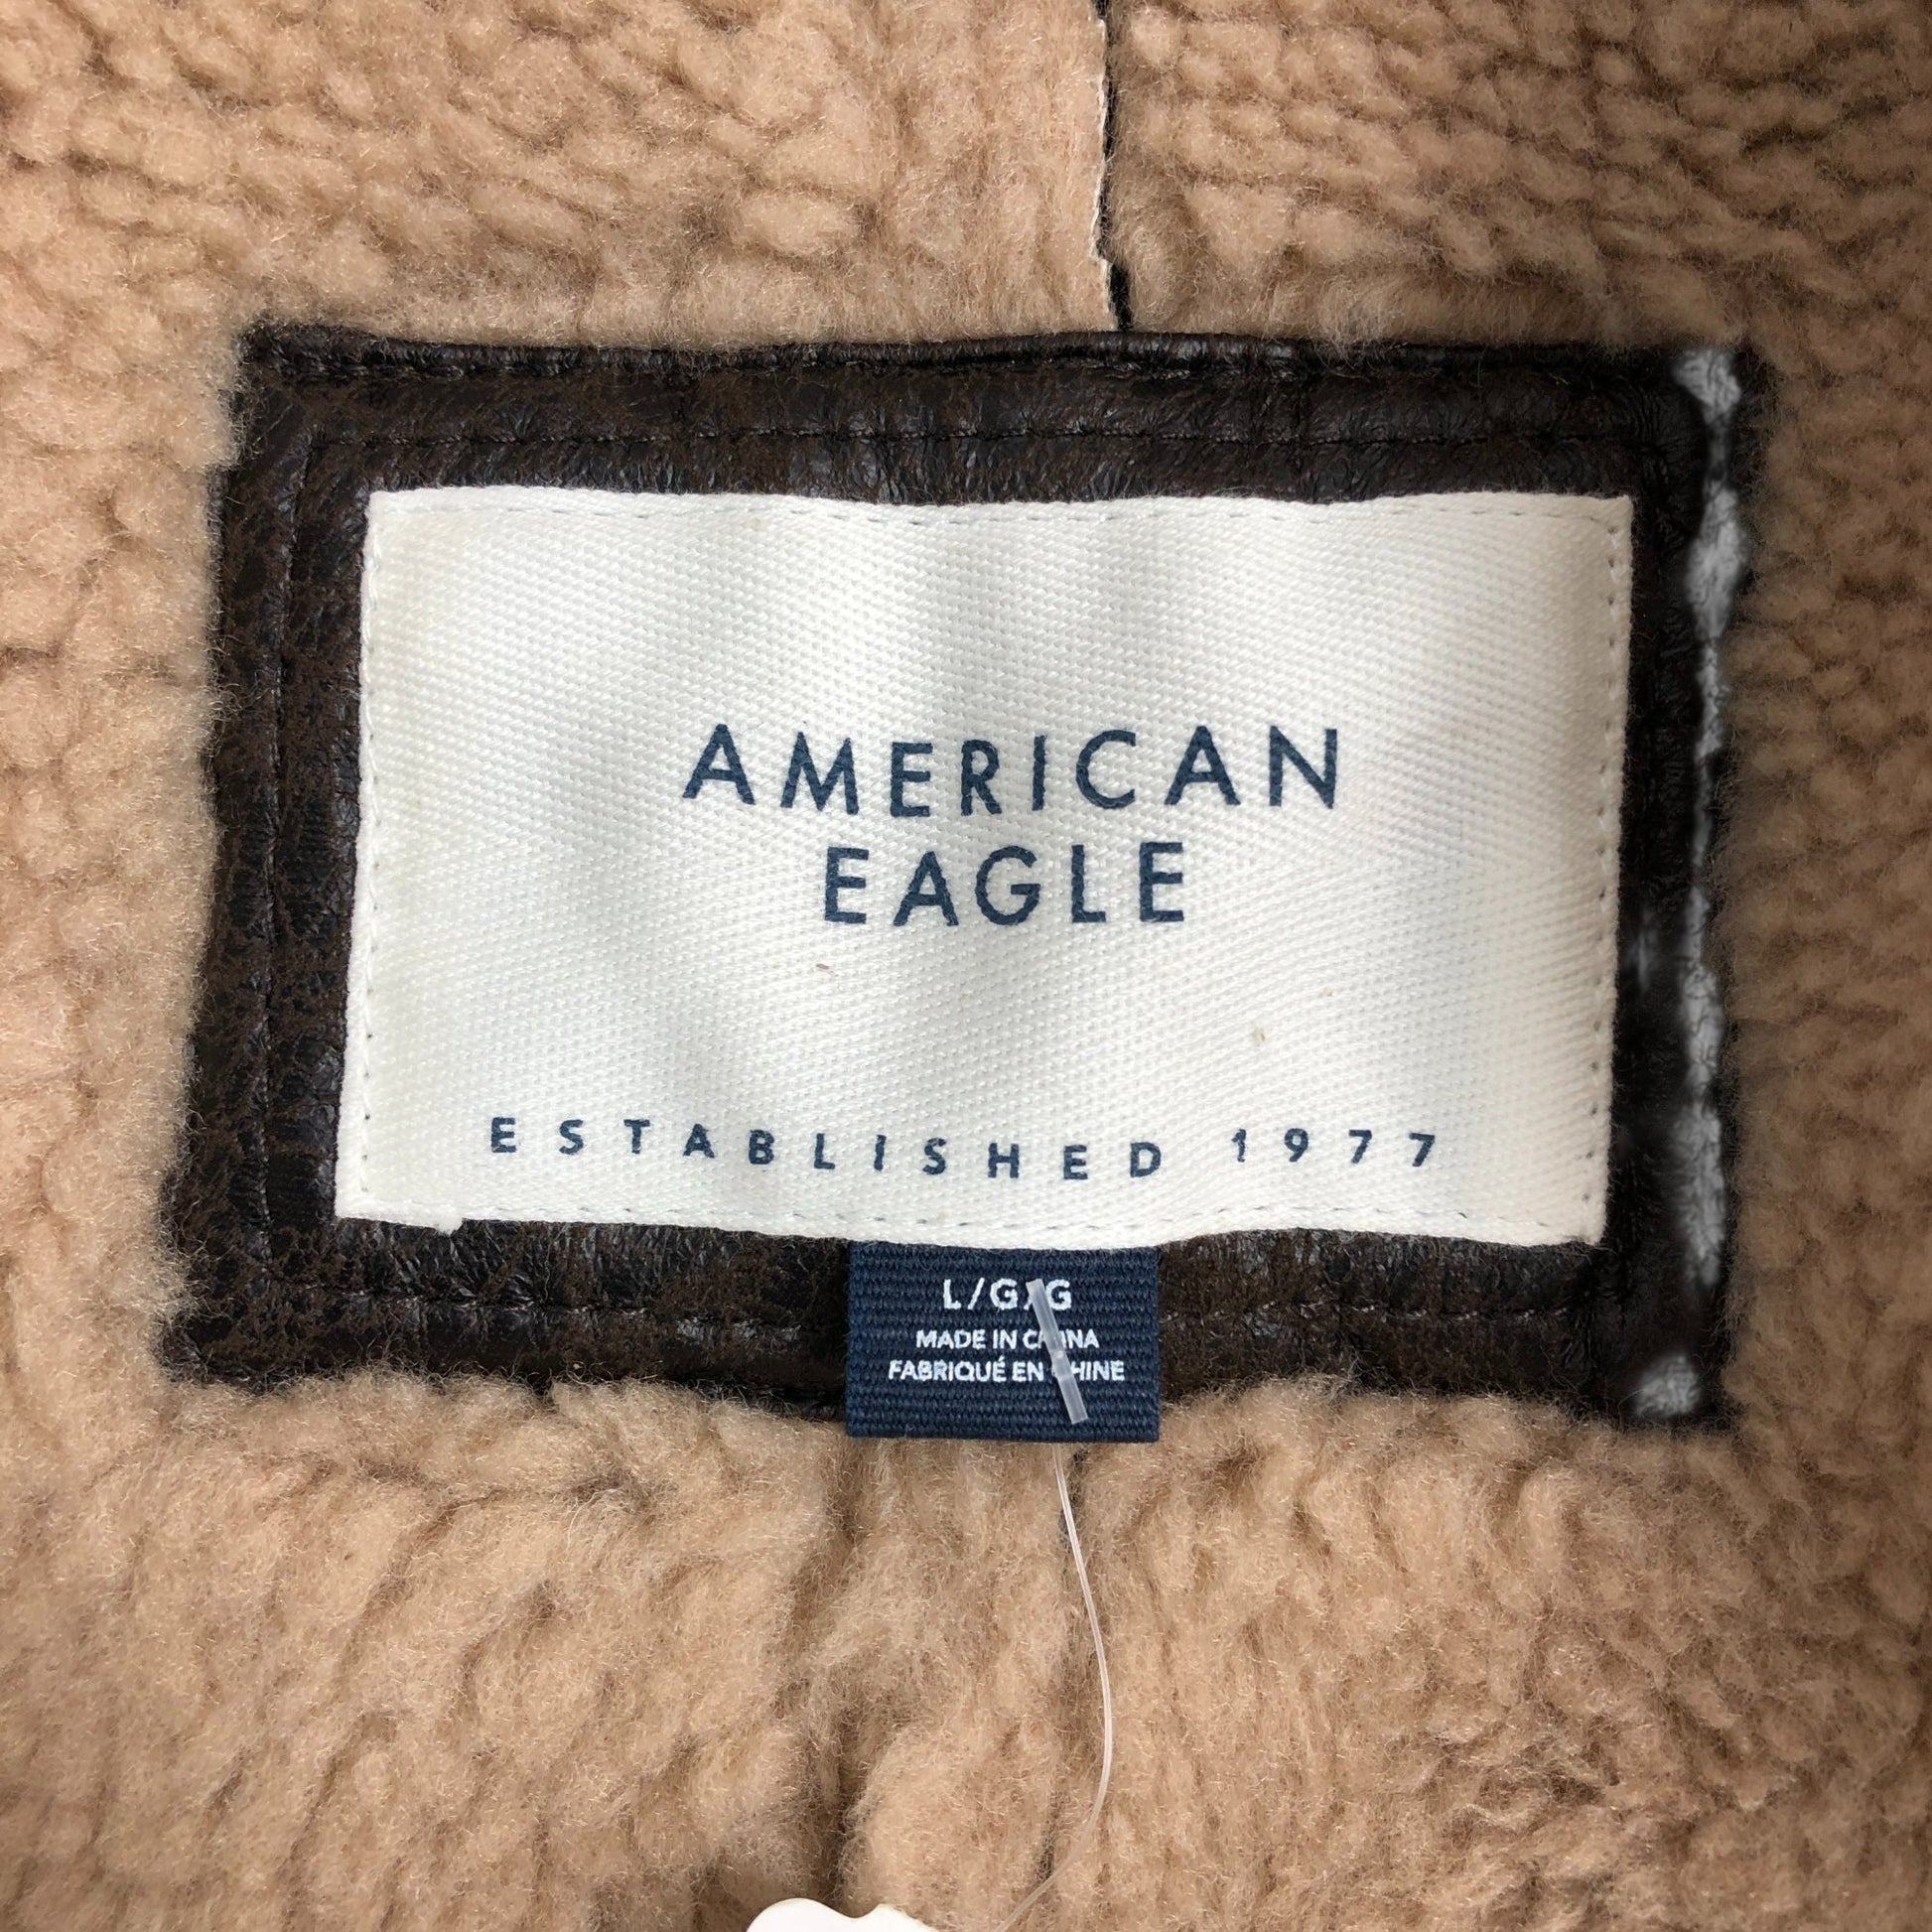 AMERICAN
EAGLE
ESTABLISHED 1977
L/G/G
MADE IN CHINA
FABRIQUÉ EN CHINE